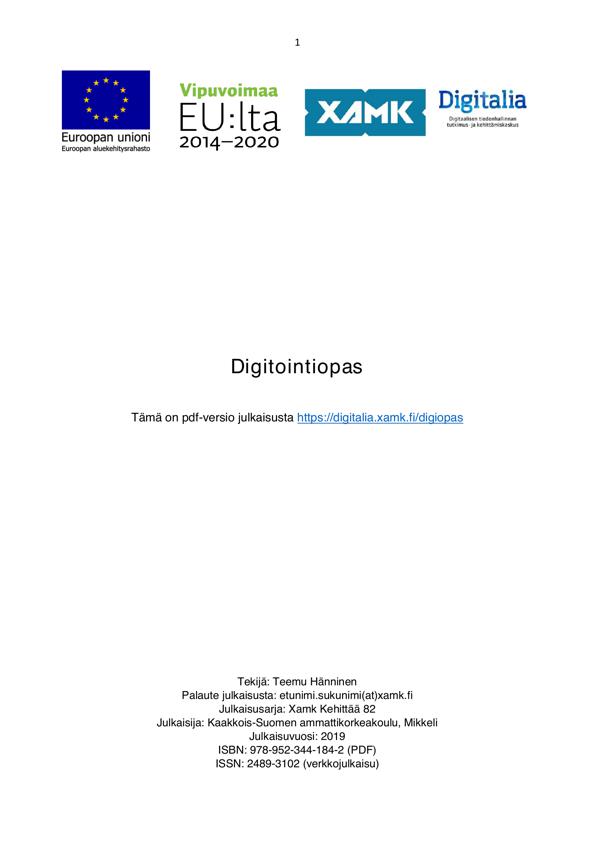 1
Euroopan unioni
Euroopan aluekehitysrahasto
Vipuvoimaa
EU:lta
2014–2020
XAMK
Digitalia
Digitaalisen tiedonhallinnan
tutkimus- ja kehittämiskeskus
Digitointiopas
Tämä on pdf-versio julkaisusta https://digitalia.xamk.fi/digiopas
Tekijä: Teemu Hänninen
Palaute julkaisusta: etunimi.sukunimi(at)xamk.fi
Julkaisusarja: Xamk Kehittää 82
Julkaisija: Kaakkois-Suomen ammattikorkeakoulu, Mikkeli
Julkaisuvuosi: 2019
ISBN: 978-952-344-184-2 (PDF)
ISSN: 2489-3102 (verkkojulkaisu)